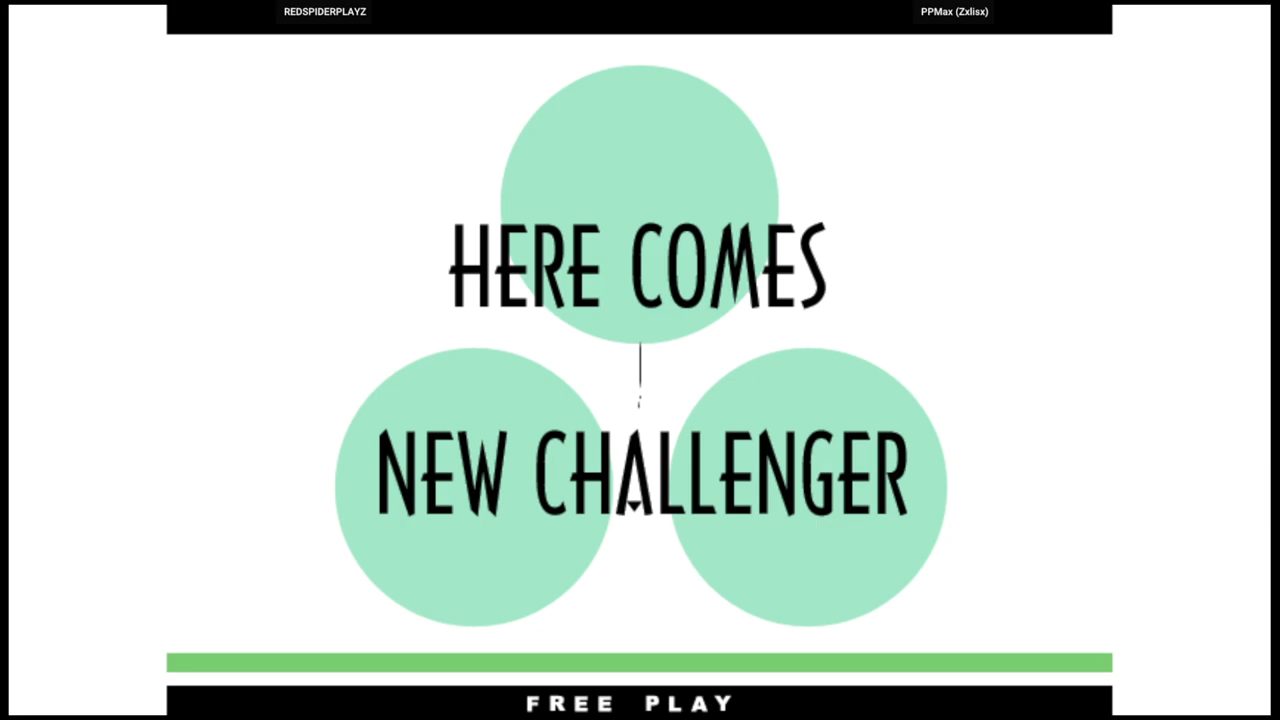 REDSPIDERPLAYZ PPMax (Zxlisx)
HERE COMES
NEW CHALLENGER
FREE PLAY